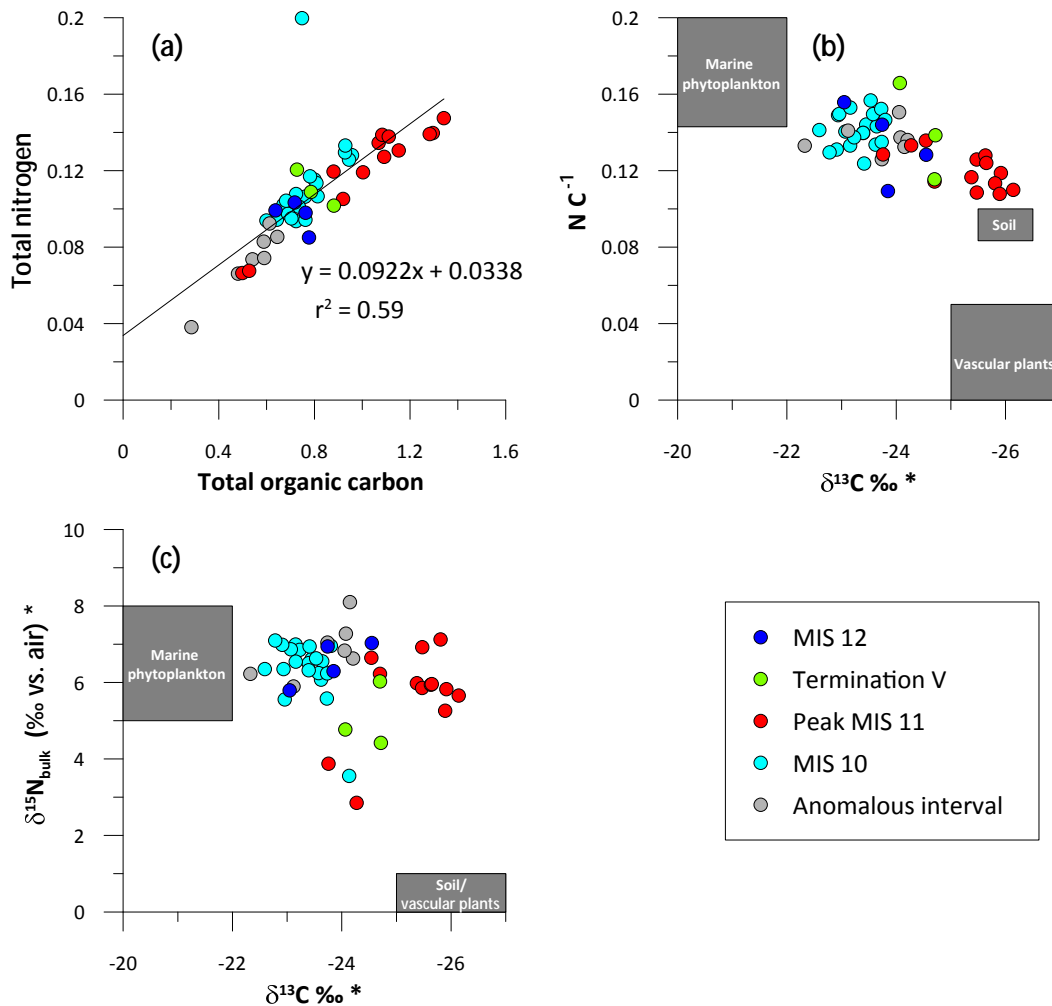 (a)
Total nitrogen
0.2
0.16
0.12
0.08
0.04
0
y = 0.0922x + 0.0338
r² = 0.59
0
0.4
0.8
1.2
1.6
Total organic carbon
(b)
N C⁻¹
0.2
0.16
0.12
0.08
0.04
0
Marine
phytoplankton
Soil
Vascular plants
-20
-22
-24
-26
δ¹³C ‰ *
(c)
δ¹⁵N_bulk (‰ vs. air) *
10
8
6
4
2
0
Marine
phytoplankton
Soil/
vascular plants
-20
-22
-24
-26
δ¹³C ‰ *
MIS 12
Termination V
Peak MIS 11
MIS 10
Anomalous interval